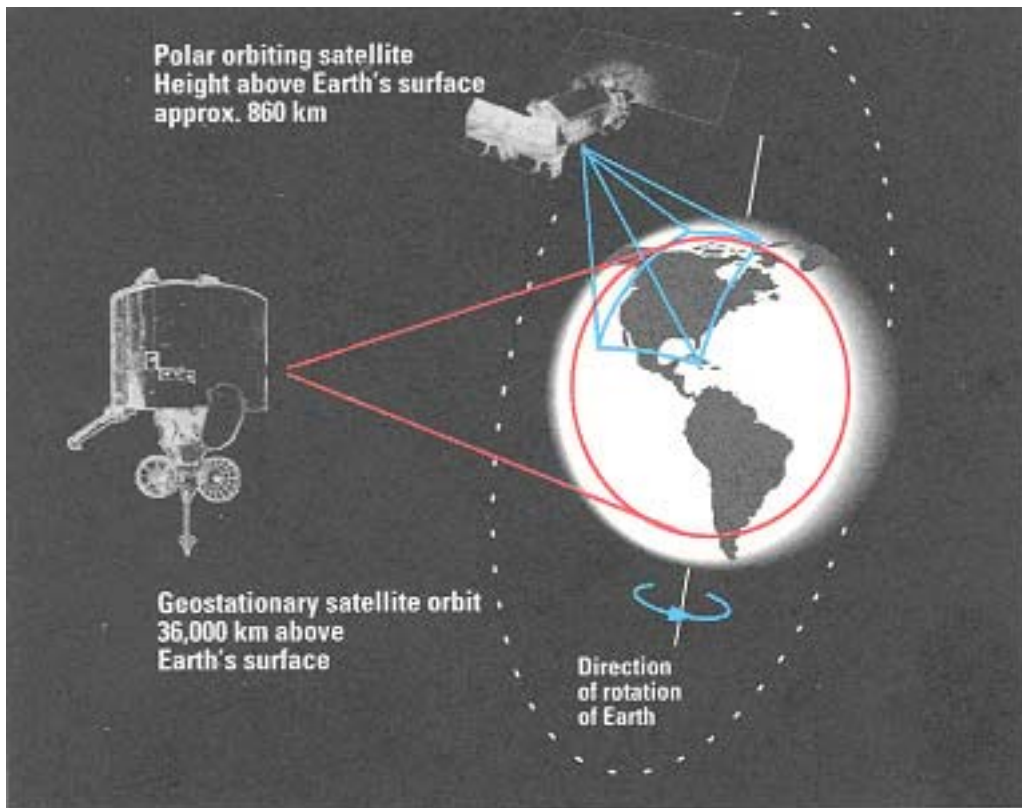 Polar orbiting satellite
Height above Earth's surface
approx. 860 km
Geostationary satellite orbit
36,000 km above
Earth's surface
Direction
of rotation
of Earth